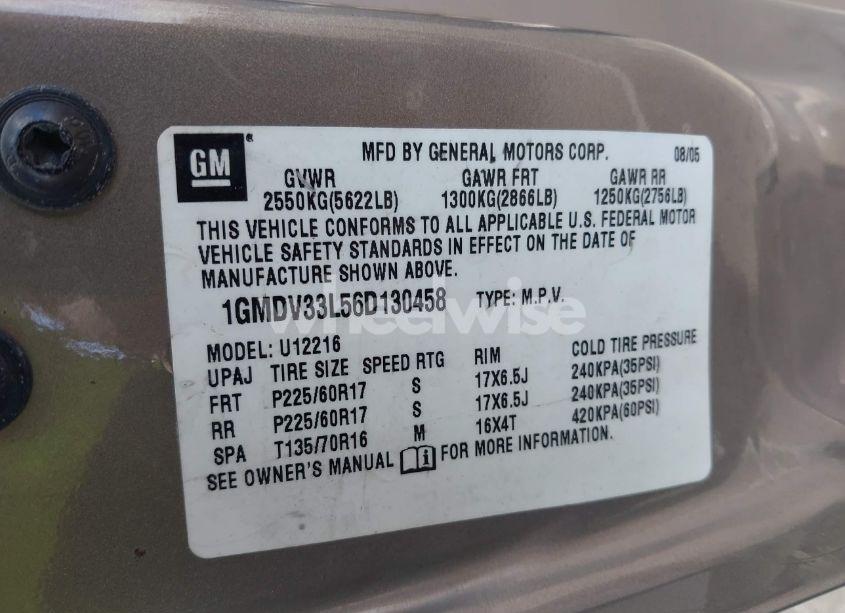 GM
MFD BY GENERAL MOTORS CORP. 08/05
GVWR GAWR FRT GAWR RR
2550KG(5622LB) 1300KG(2866LB) 1250KG(2756LB)
THIS VEHICLE CONFORMS TO ALL APPLICABLE U.S. FEDERAL MOTOR
VEHICLE SAFETY STANDARDS IN EFFECT ON THE DATE OF
MANUFACTURE SHOWN ABOVE.
1GMDV33L56D130458 TYPE: M.P.V.
wheelwise
MODEL: U12216
UPAJ TIRE SIZE SPEED RTG RIM COLD TIRE PRESSURE
FRT P225/60R17 S 17X6.5J 240KPA(35PSI)
RR P225/60R17 S 17X6.5J 240KPA(35PSI)
SPA T135/70R16 M 16X4T 420KPA(60PSI)
SEE OWNER'S MANUAL FOR MORE INFORMATION.